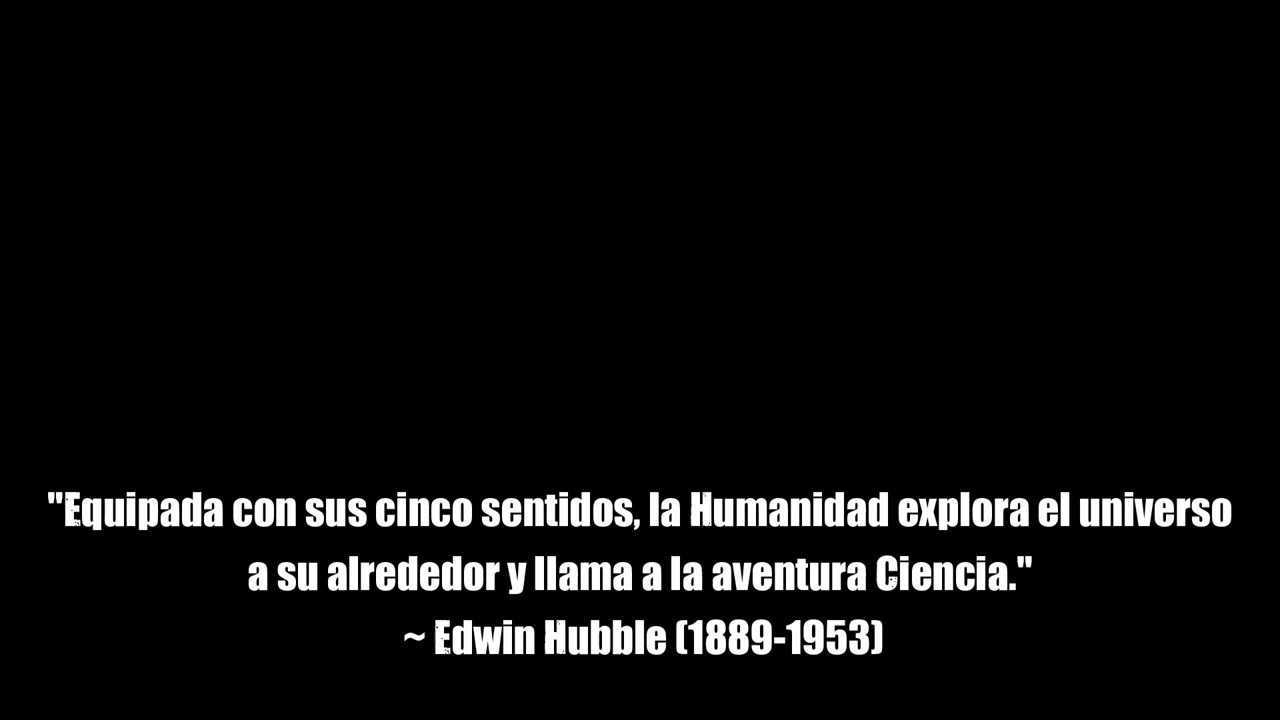 "Equipada con sus cinco sentidos, la Humanidad explora el universo
a su alrededor y llama a la aventura Ciencia."
~ Edwin Hubble (1889-1953)